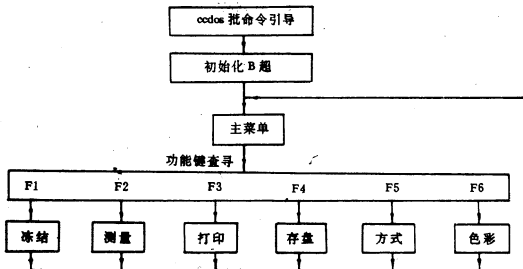 ccdos 批命令引导
初始化 B 超
主菜单
功能键查寻
F1 F2 F3 F4 F5 F6
冻结 测量 打印 存盘 方式 色彩